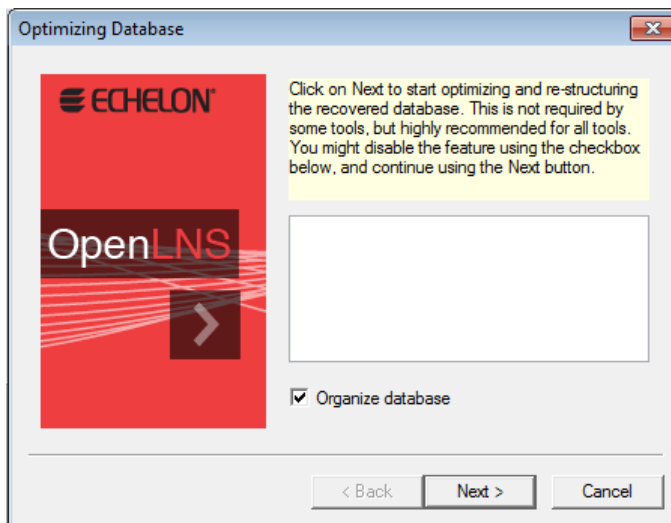 Optimizing Database
ECHELON
OpenLNS
Click on Next to start optimizing and re-structuring
the recovered database. This is not required by
some tools, but highly recommended for all tools.
You might disable the feature using the checkbox
below, and continue using the Next button.
Organize database
< Back
Next >
Cancel